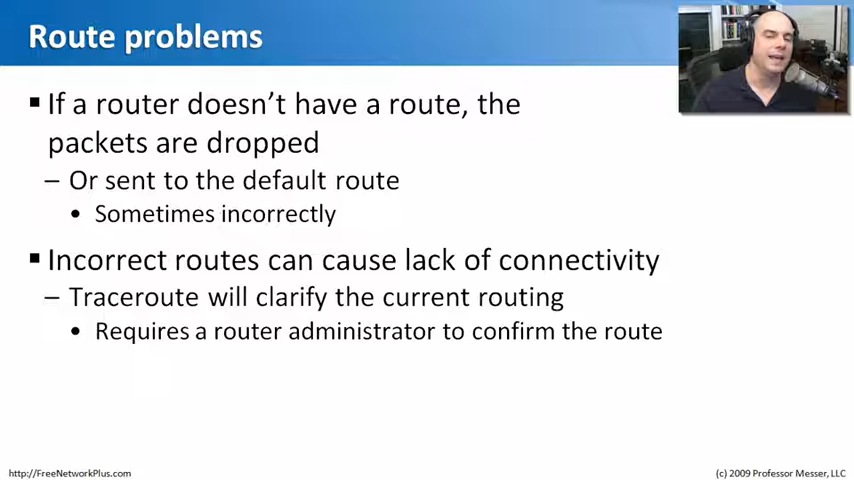 Route problems
▪ If a router doesn't have a route, the
packets are dropped
– Or sent to the default route
• Sometimes incorrectly
▪ Incorrect routes can cause lack of connectivity
– Traceroute will clarify the current routing
• Requires a router administrator to confirm the route
http://FreeNetworkPlus.com
(c) 2009 Professor Messer, LLC